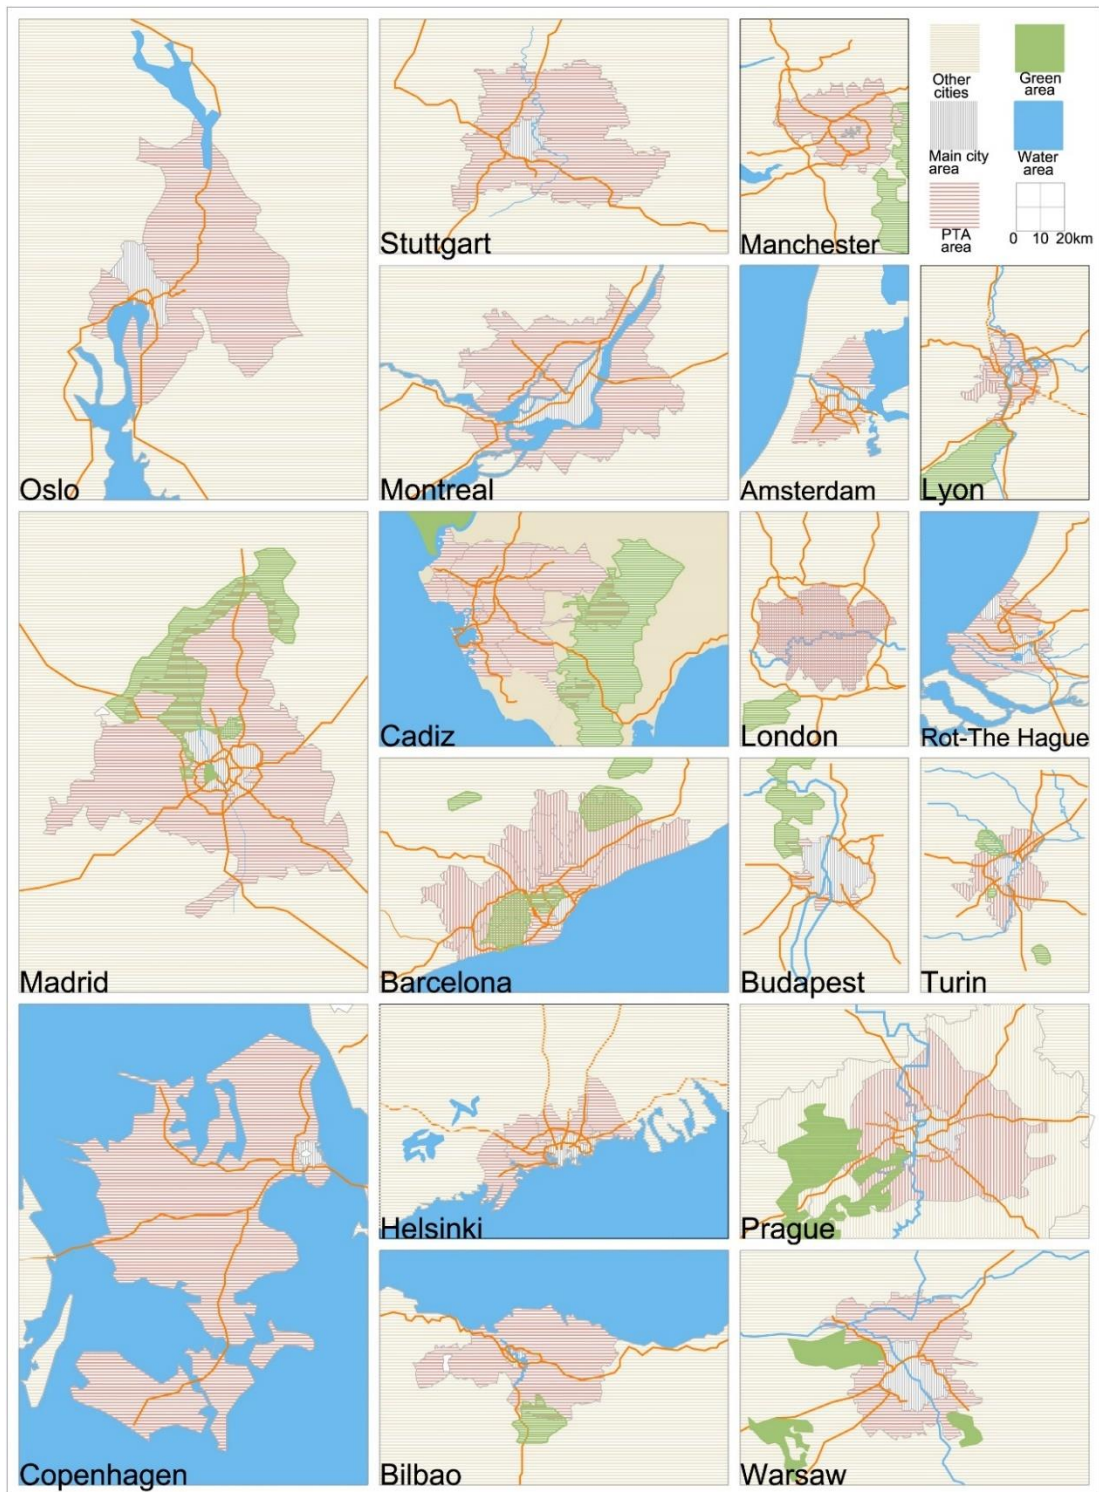 Other
cities
Green
area
Main city
area
Water
area
PTA
area
0 10 20km
Oslo
Stuttgart
Manchester
Montreal
Amsterdam
Lyon
Madrid
Cadiz
London
Rot-The Hague
Barcelona
Budapest
Turin
Copenhagen
Helsinki
Prague
Bilbao
Warsaw